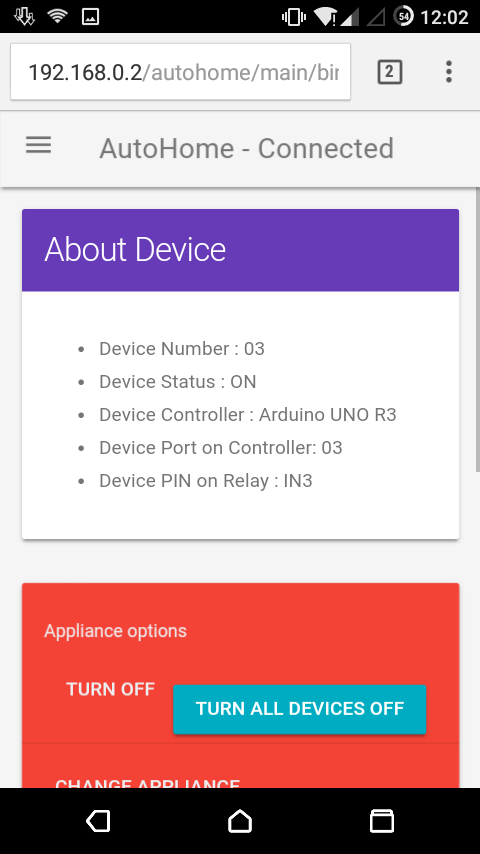 54 12:02
192.168.0.2/autohome/main/bin
2
AutoHome - Connected
About Device
• Device Number : 03
• Device Status : ON
• Device Controller : Arduino UNO R3
• Device Port on Controller: 03
• Device PIN on Relay : IN3
Appliance options
TURN OFF
TURN ALL DEVICES OFF
CHANGE APPLIANCE